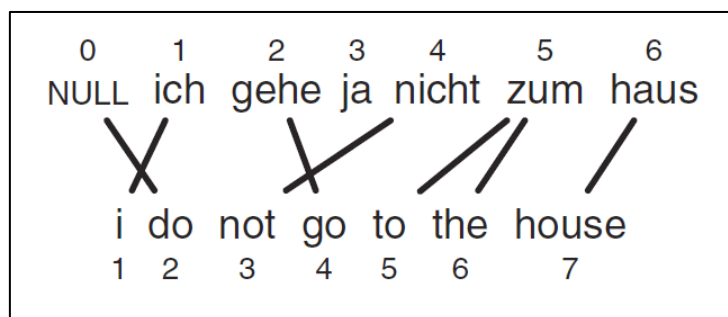 0 1 2 3 4 5 6
NULL ich gehe ja nicht zum haus
i do not go to the house
1 2 3 4 5 6 7